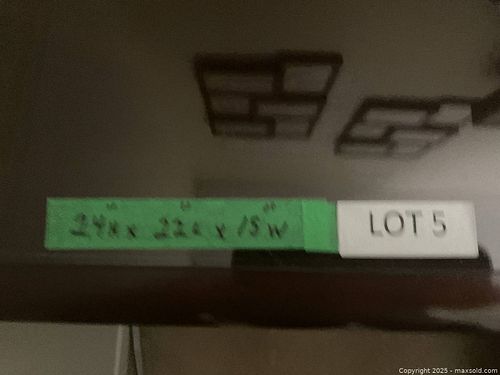 24" x 22" x 15" W
LOT 5
Copyright © 2025 - maxsold.com